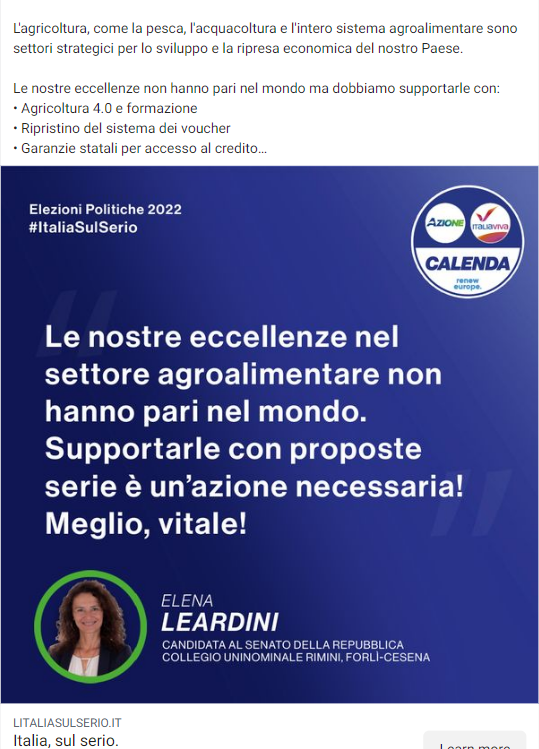 L'agricoltura, come la pesca, l'acquacoltura e l'intero sistema agroalimentare sono
settori strategici per lo sviluppo e la ripresa economica del nostro Paese.
Le nostre eccellenze non hanno pari nel mondo ma dobbiamo supportarle con:
• Agricoltura 4.0 e formazione
• Ripristino del sistema dei voucher
• Garanzie statali per accesso al credito...
Elezioni Politiche 2022
#ItaliaSulSerio
AZIONE
ITALIAVIVA
CALENDA
renew
europe.
Le nostre eccellenze nel
settore agroalimentare non
hanno pari nel mondo.
Supportarle con proposte
serie è un'azione necessaria!
Meglio, vitale!
ELENA
LEARDINI
CANDIDATA AL SENATO DELLA REPUBBLICA
COLLEGIO UNINOMINALE RIMINI, FORLÌ-CESENA
LITALIASULSERIO.IT
Italia, sul serio.
Learn more